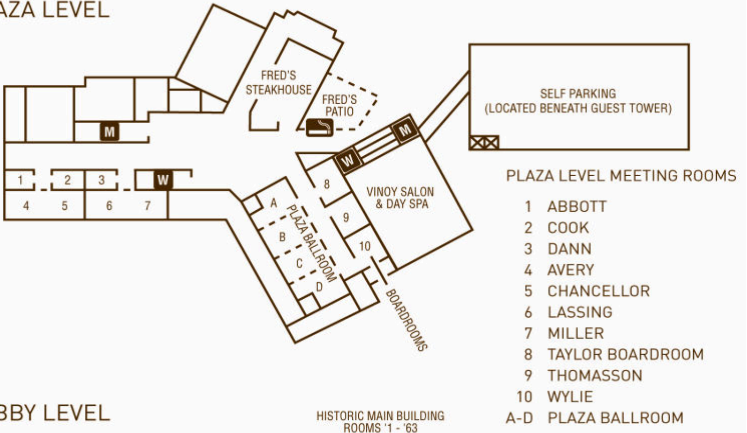 AZA LEVEL
FRED'S
STEAKHOUSE
FRED'S
PATIO
SELF PARKING
(LOCATED BENEATH GUEST TOWER)
M
M
W
W
1
2
3
4
5
6
7
8
9
10
VINOY SALON
& DAY SPA
A
B
C
D
PLAZA BALLROOM
BOARDROOMS
PLAZA LEVEL MEETING ROOMS
1 ABBOTT
2 COOK
3 DANN
4 AVERY
5 CHANCELLOR
6 LASSING
7 MILLER
8 TAYLOR BOARDROOM
9 THOMASSON
10 WYLIE
A-D PLAZA BALLROOM
BBY LEVEL
HISTORIC MAIN BUILDING
ROOMS '1 - '63